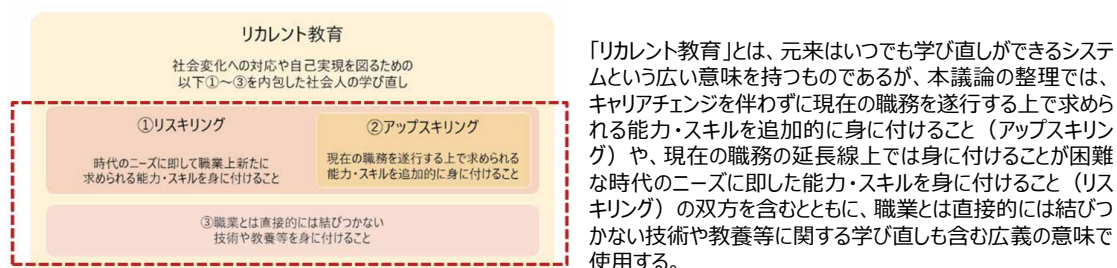 リカレント教育
社会変化への対応や自己実現を図るための
以下①～③を内包した社会人の学び直し
①リスキリング
時代のニーズに即して職業上新たに
求められる能力・スキルを身に付けること
②アップスキリング
現在の職務を遂行する上で求められる
能力・スキルを追加的に身に付けること
③職業とは直接的には結びつかない
技術や教養等を身に付けること
「リカレント教育」とは、元来はいつでも学び直しができるシステ
ムという広い意味を持つものであるが、本議論の整理では、
キャリアチェンジを伴わずに現在の職務を遂行する上で求めら
れる能力・スキルを追加的に身に付けること（アップスキリン
グ）や、現在の職務の延長線上では身に付けることが困難
な時代のニーズに即した能力・スキルを身に付けること（リス
キリング）の双方を含むとともに、職業とは直接的には結びつ
かない技術や教養等に関する学び直しも含む広義の意味で
使用する。